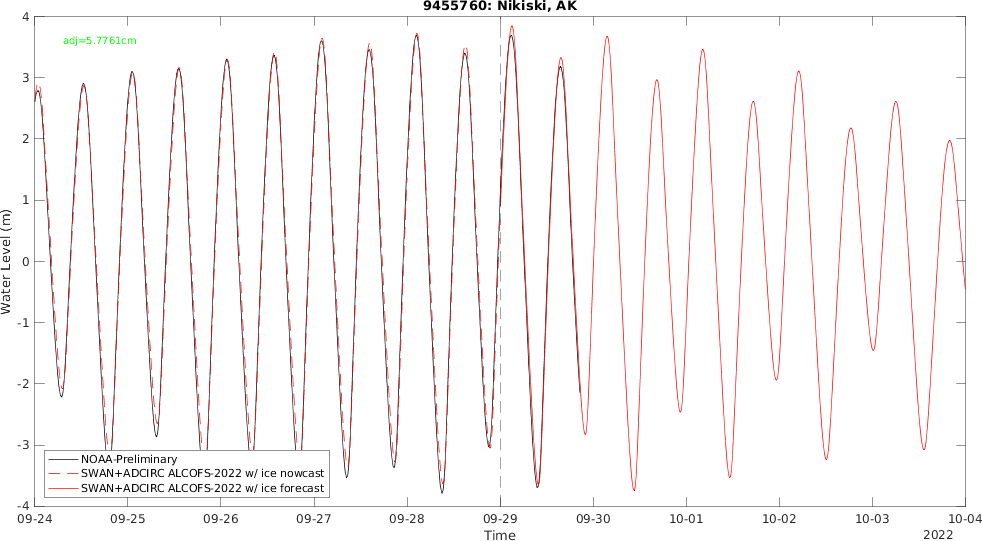 9455760: Nikiski, AK
adj=5.7761cm
Water Level (m)
4
3
2
1
0
-1
-2
-3
-4
NOAA-Preliminary
SWAN+ADCIRC ALCOFS-2022 w/ ice nowcast
SWAN+ADCIRC ALCOFS-2022 w/ ice forecast
09-24 09-25 09-26 09-27 09-28 09-29 09-30 10-01 10-02 10-03 10-04
Time
2022